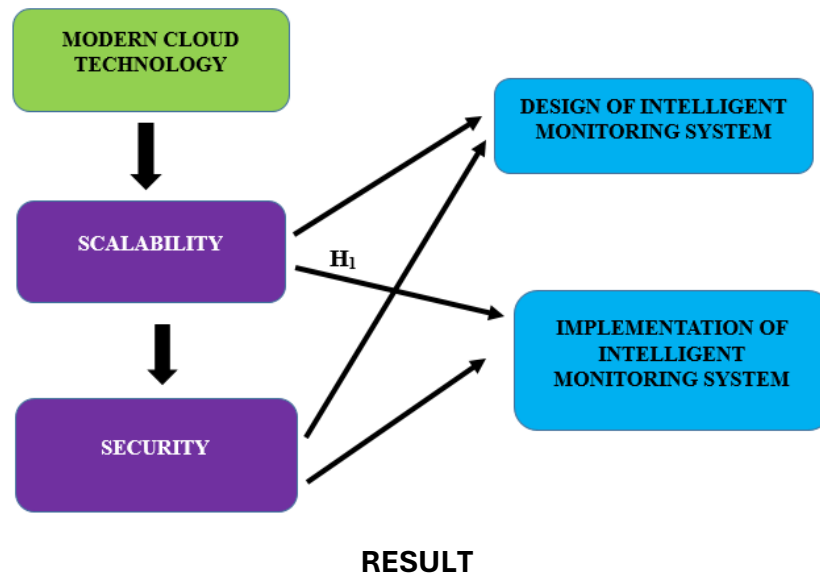 MODERN CLOUD
TECHNOLOGY
DESIGN OF INTELLIGENT
MONITORING SYSTEM
SCALABILITY
H₁
IMPLEMENTATION OF
INTELLIGENT
MONITORING SYSTEM
SECURITY
RESULT